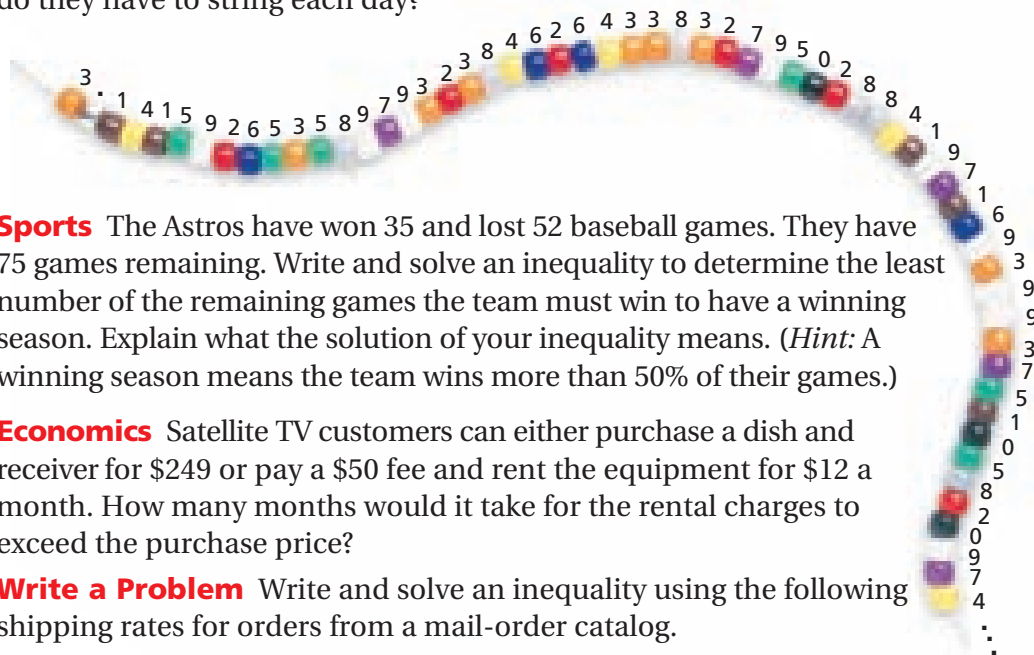 do they have to string each day?
3.141592653589793238462643383279502884197169399375105820974...
Sports The Astros have won 35 and lost 52 baseball games. They have
75 games remaining. Write and solve an inequality to determine the least
number of the remaining games the team must win to have a winning
season. Explain what the solution of your inequality means. (Hint: A
winning season means the team wins more than 50% of their games.)
Economics Satellite TV customers can either purchase a dish and
receiver for $249 or pay a $50 fee and rent the equipment for $12 a
month. How many months would it take for the rental charges to
exceed the purchase price?
Write a Problem Write and solve an inequality using the following
shipping rates for orders from a mail-order catalog.